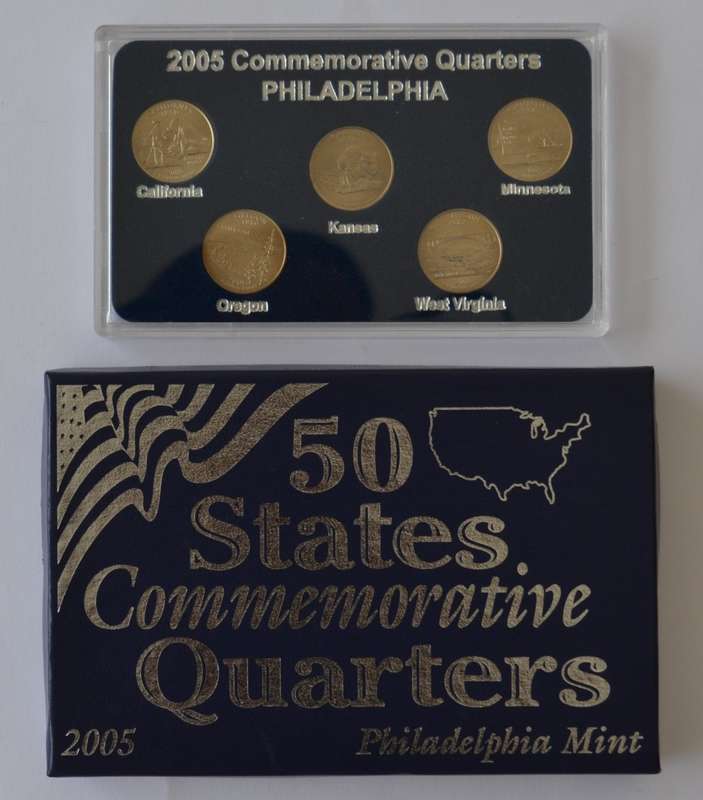 2005 Commemorative Quarters
PHILADELPHIA
California
Kansas
Minnesota
Oregon
West Virginia
50
States
Commemorative
Quarters
2005 Philadelphia Mint